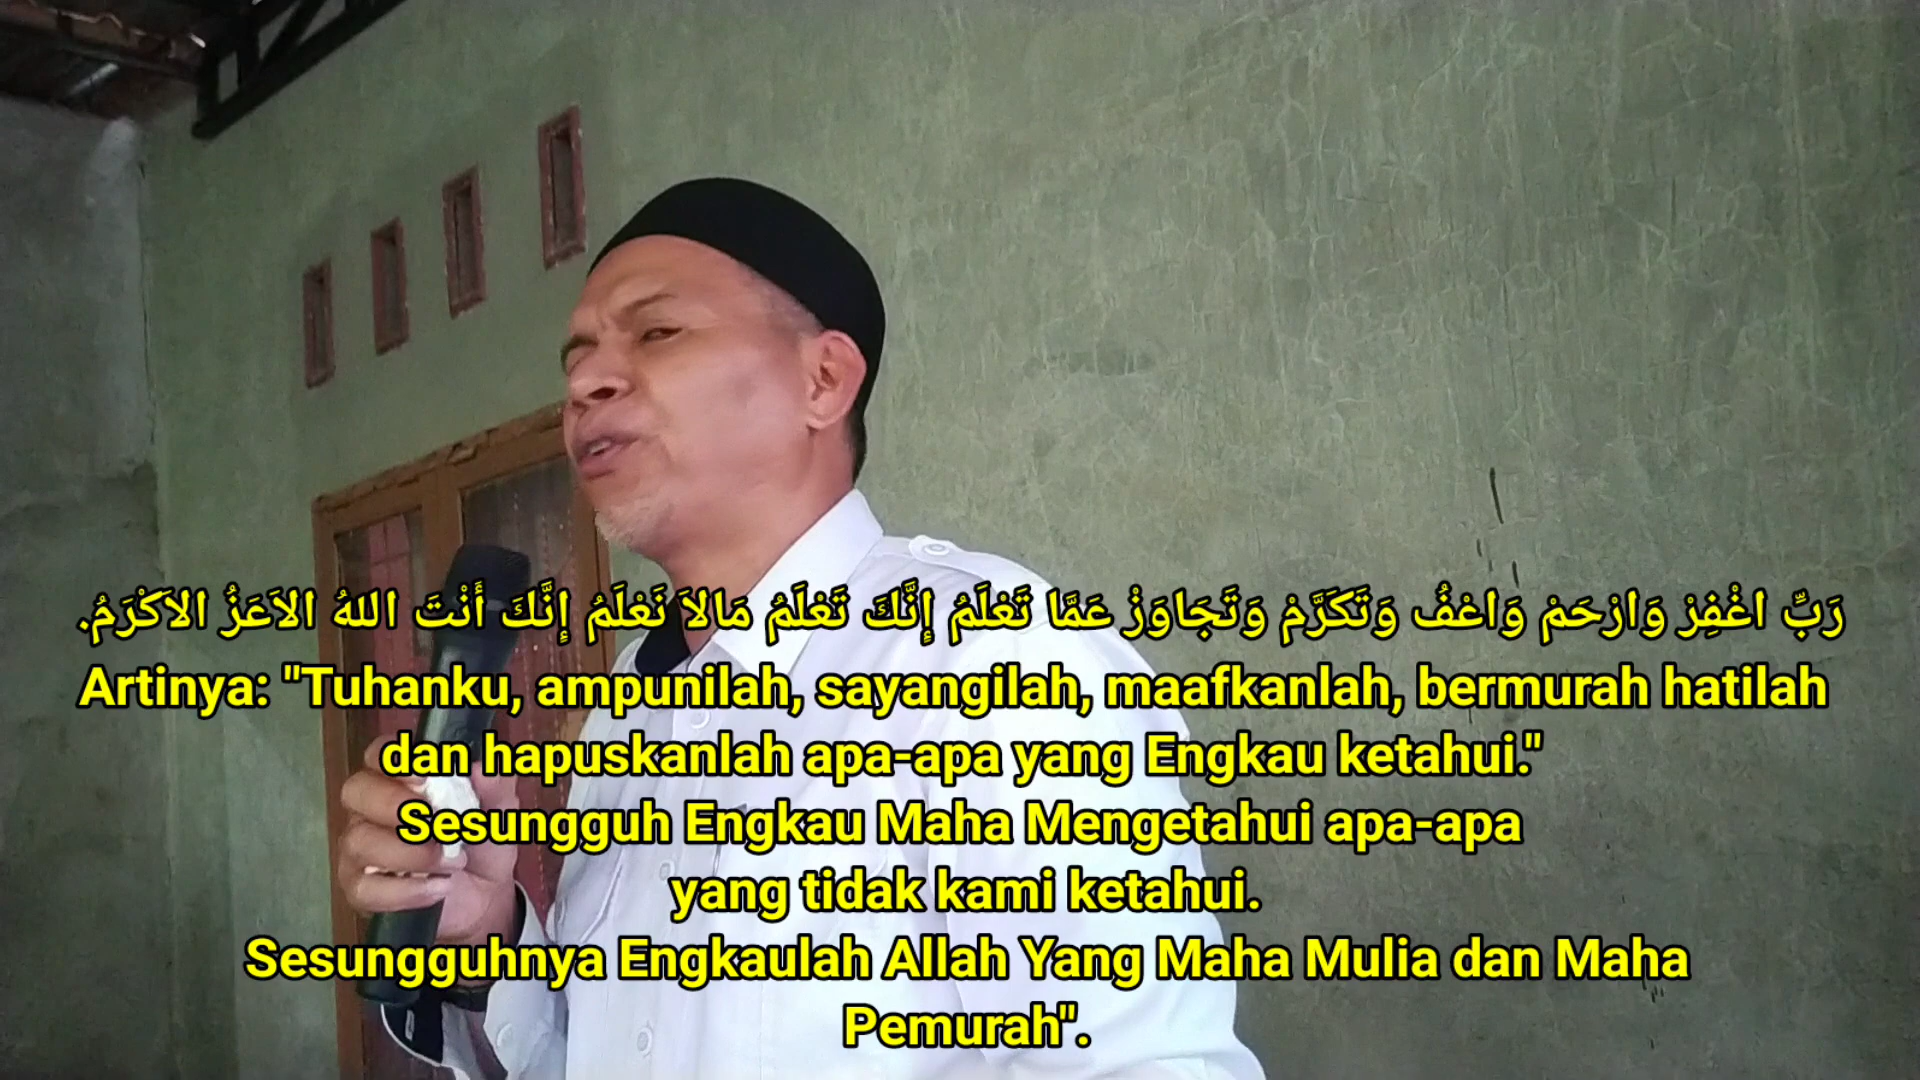 رَبِّ اغْفِرْ وَارْحَمْ وَاعْفُ وَتَكَرَّمْ وَتَجَاوَزْ عَمَّا تَعْلَمُ إِنَّكَ تَعْلَمُ مَالاَ نَعْلَمُ إِنَّكَ أَنْتَ اللهُ الاَعَزُّ الاَكْرَمُ.
Artinya: "Tuhanku, ampunilah, sayangilah, maafkanlah, bermurah hatilah
dan hapuskanlah apa-apa yang Engkau ketahui."
Sesungguh Engkau Maha Mengetahui apa-apa
yang tidak kami ketahui.
Sesungguhnya Engkaulah Allah Yang Maha Mulia dan Maha
Pemurah".